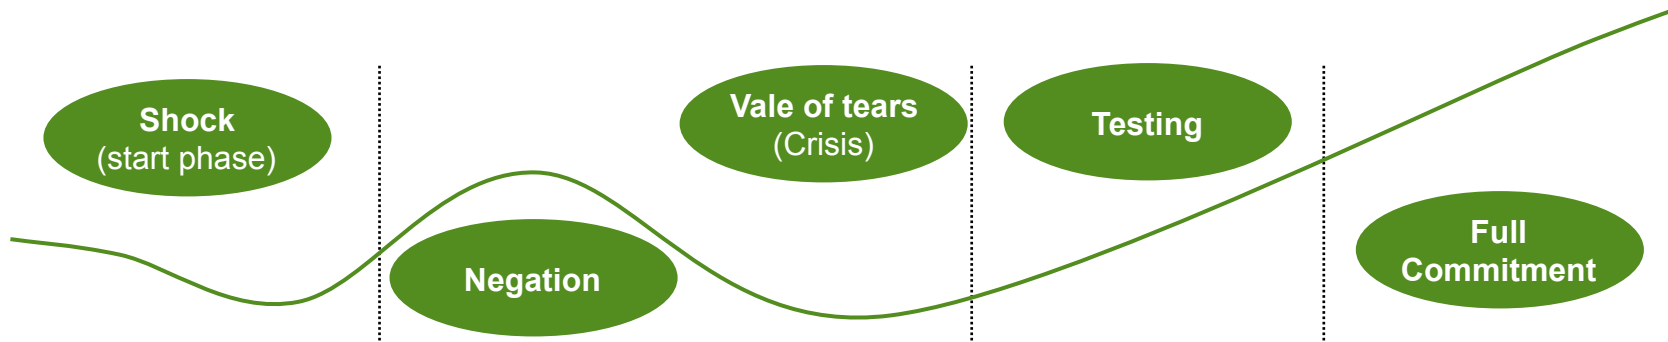 Shock
(start phase)
Negation
Vale of tears
(Crisis)
Testing
Full
Commitment